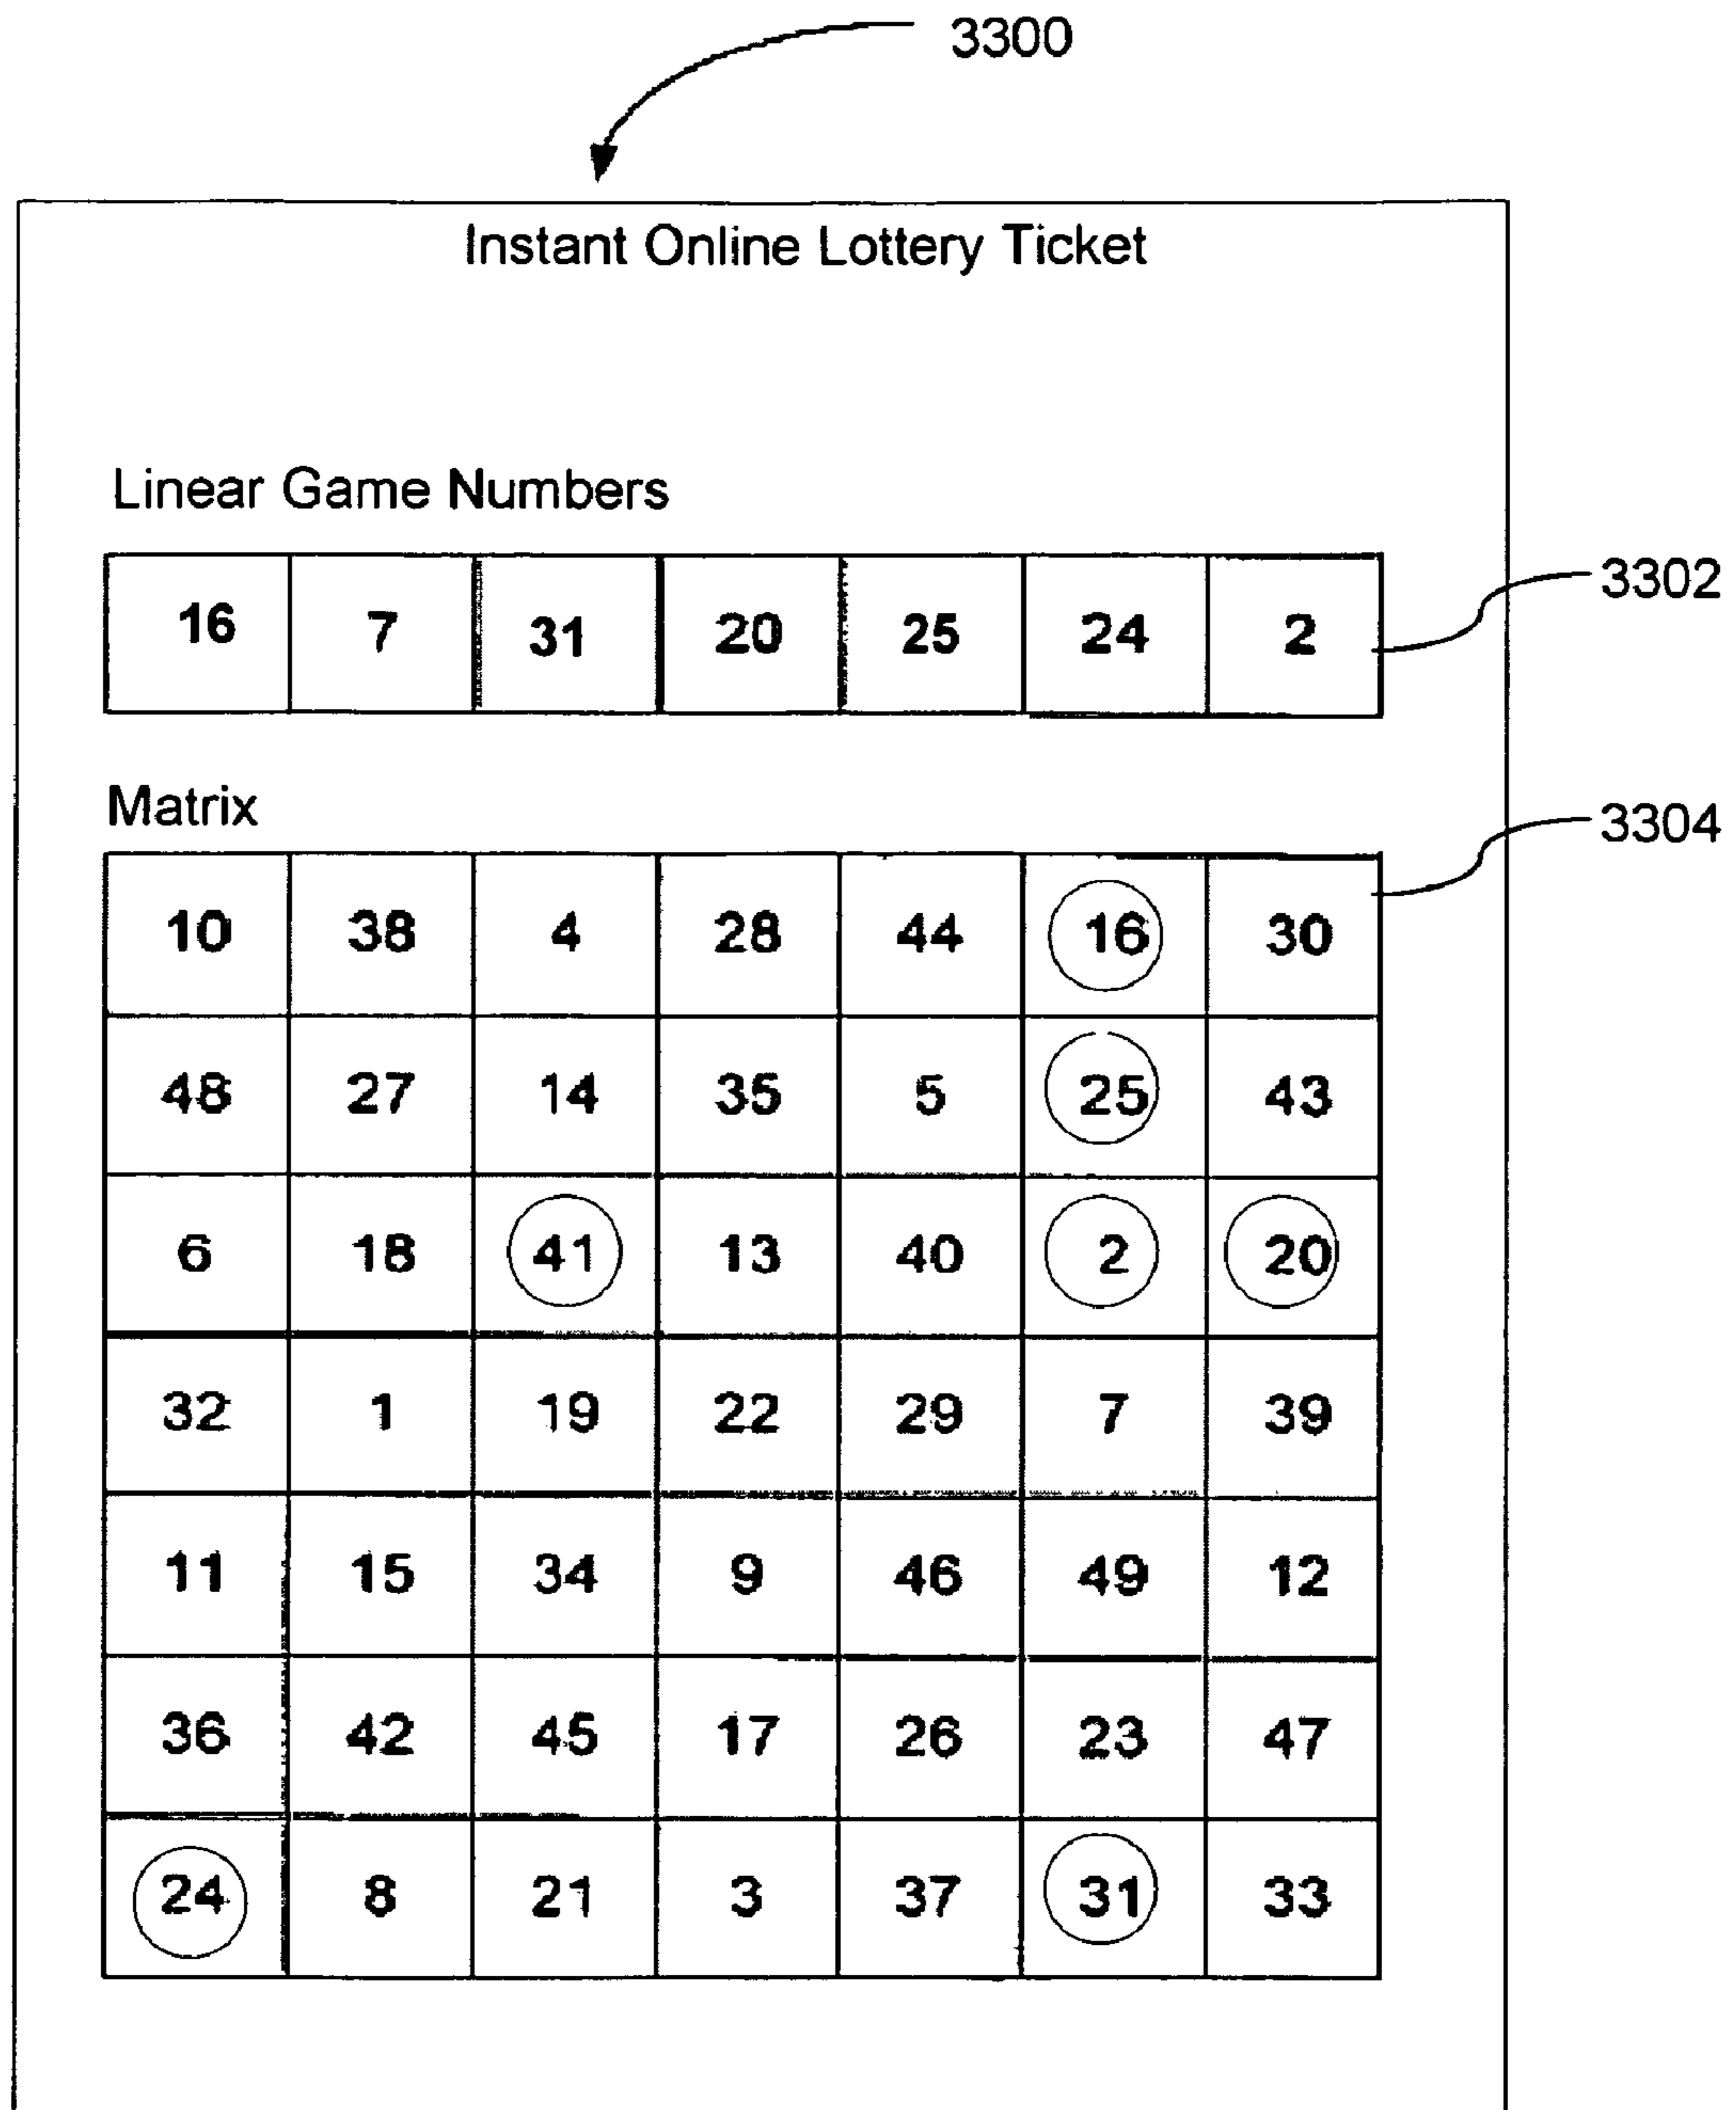 3300
Instant Online Lottery Ticket
Linear Game Numbers
16 7 31 20 25 24 2
3302
Matrix
3304
10 38 4 28 44 16 30
48 27 14 35 5 25 43
6 18 41 13 40 2 20
32 1 19 22 29 7 39
11 15 34 9 46 49 12
36 42 45 17 26 23 47
24 8 21 3 37 31 33